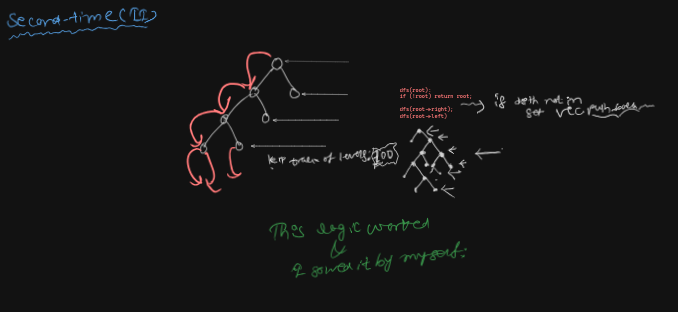 Second-time(II)
dfs(root);
if (!root) return root;
dfs(root->right);
dfs(root->left)
if depth not in
set vec push_back
keep track of levels. 100
This logic worked
&
I solved it by myself.